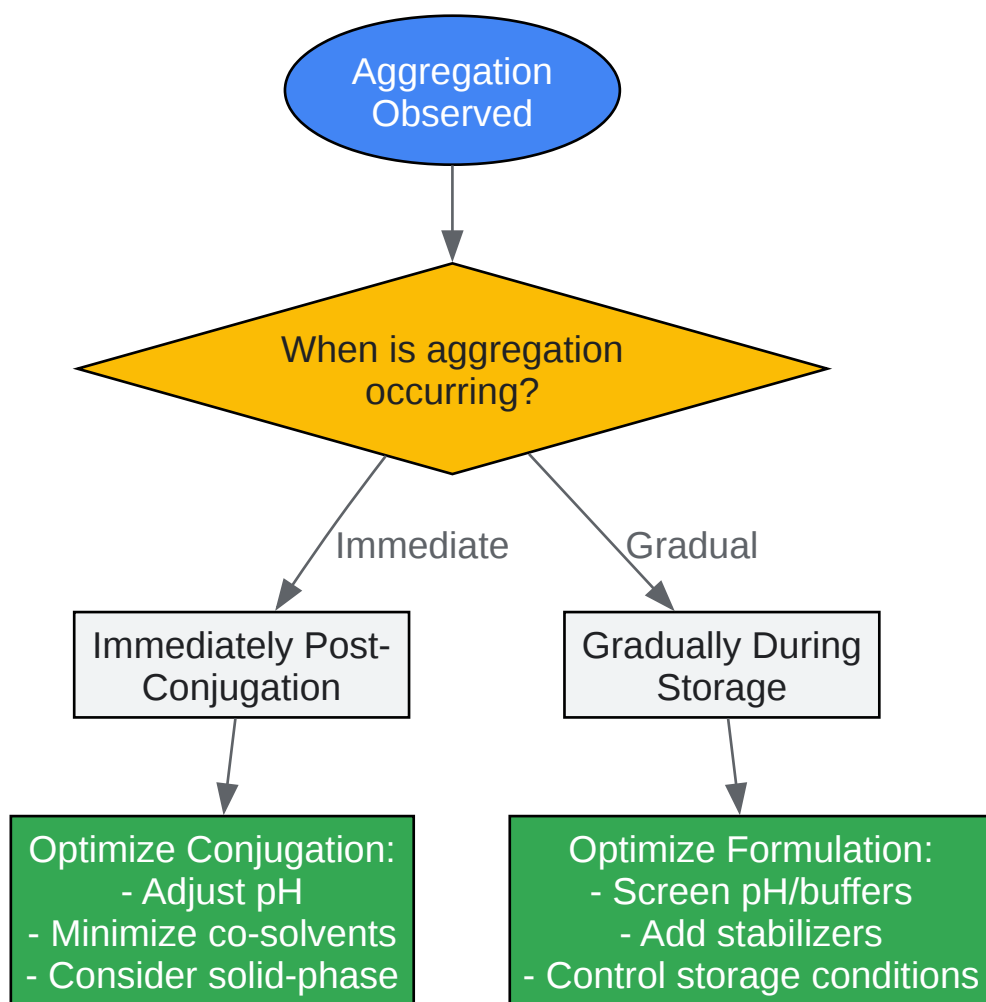 Aggregation
Observed
When is aggregation
occurring?
Immediate
Gradual
Immediately Post-
Conjugation
Gradually During
Storage
Optimize Conjugation:
- Adjust pH
- Minimize co-solvents
- Consider solid-phase
Optimize Formulation:
- Screen pH/buffers
- Add stabilizers
- Control storage conditions